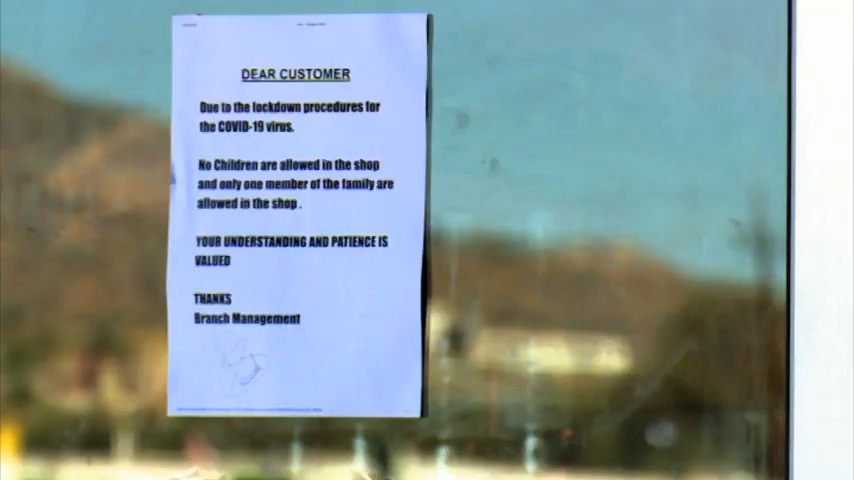 DEAR CUSTOMER
Due to the lockdown procedures for
the COVID-19 virus.
No Children are allowed in the shop
and only one member of the family are
allowed in the shop .
YOUR UNDERSTANDING AND PATIENCE IS
VALUED
THANKS
Branch Management